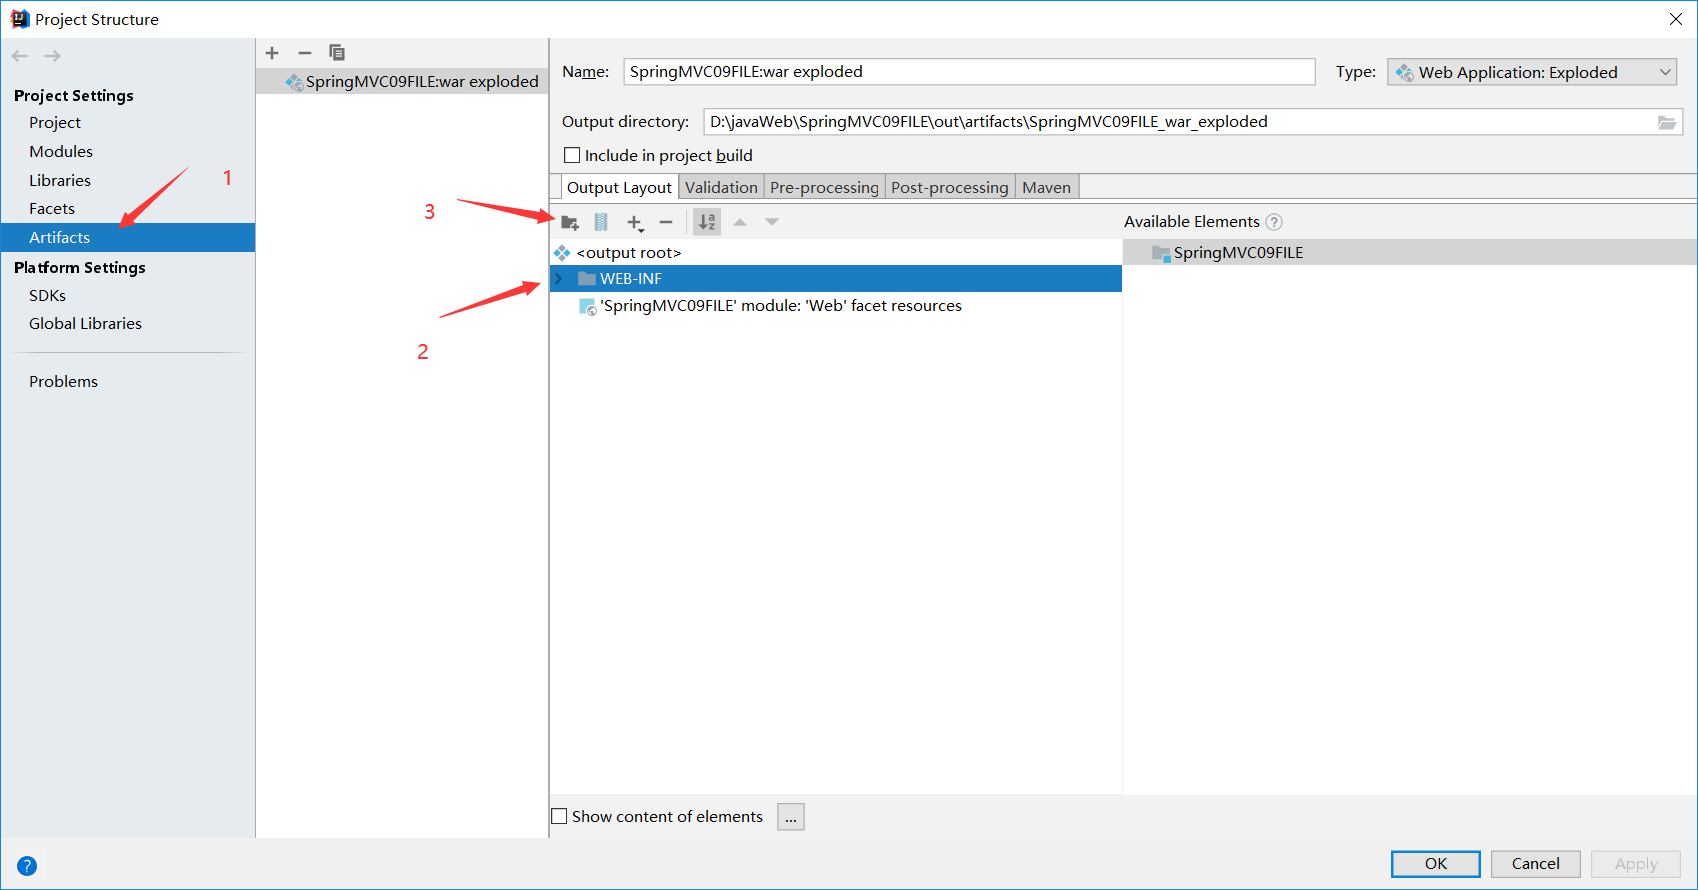 Project Structure
Project Settings
Project
Modules
Libraries
Facets
Artifacts
Platform Settings
SDKs
Global Libraries
Problems
1
SpringMVC09FILE:war exploded
Name: SpringMVC09FILE:war exploded Type: Web Application: Exploded
Output directory: D:\javaWeb\SpringMVC09FILE\out\artifacts\SpringMVC09FILE_war_exploded
Include in project build
Output Layout Validation Pre-processing Post-processing Maven
3
Available Elements ?
<output root>
SpringMVC09FILE
WEB-INF
'SpringMVC09FILE' module: 'Web' facet resources
2
Show content of elements ...
? OK Cancel Apply